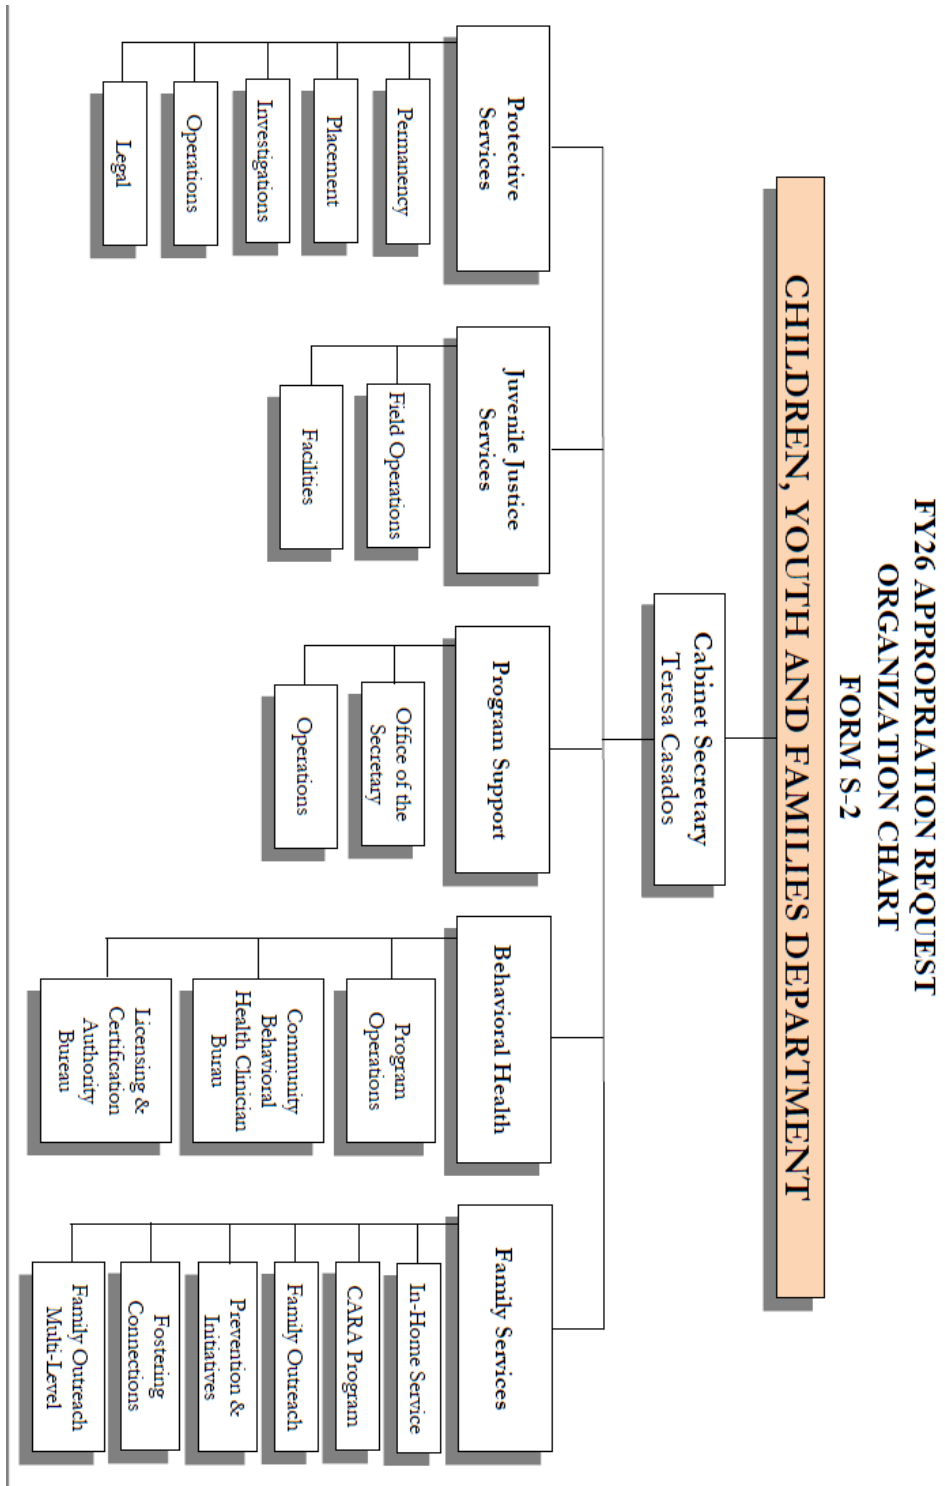 FY26 APPROPRIATION REQUEST
ORGANIZATION CHART
FORM S-2
CHILDREN, YOUTH AND FAMILIES DEPARTMENT
Cabinet Secretary
Teresa Casados
Protective
Services
Permanency
Placement
Investigations
Operations
Legal
Juvenile Justice
Services
Field Operations
Facilities
Program Support
Office of the
Secretary
Operations
Behavioral Health
Program
Operations
Community
Behavioral
Health Clinician
Burau
Licensing &
Certification
Authority
Bureau
Family Services
In-Home Service
CARA Program
Family Outreach
Prevention &
Initiatives
Fostering
Connections
Family Outreach
Multi-Level